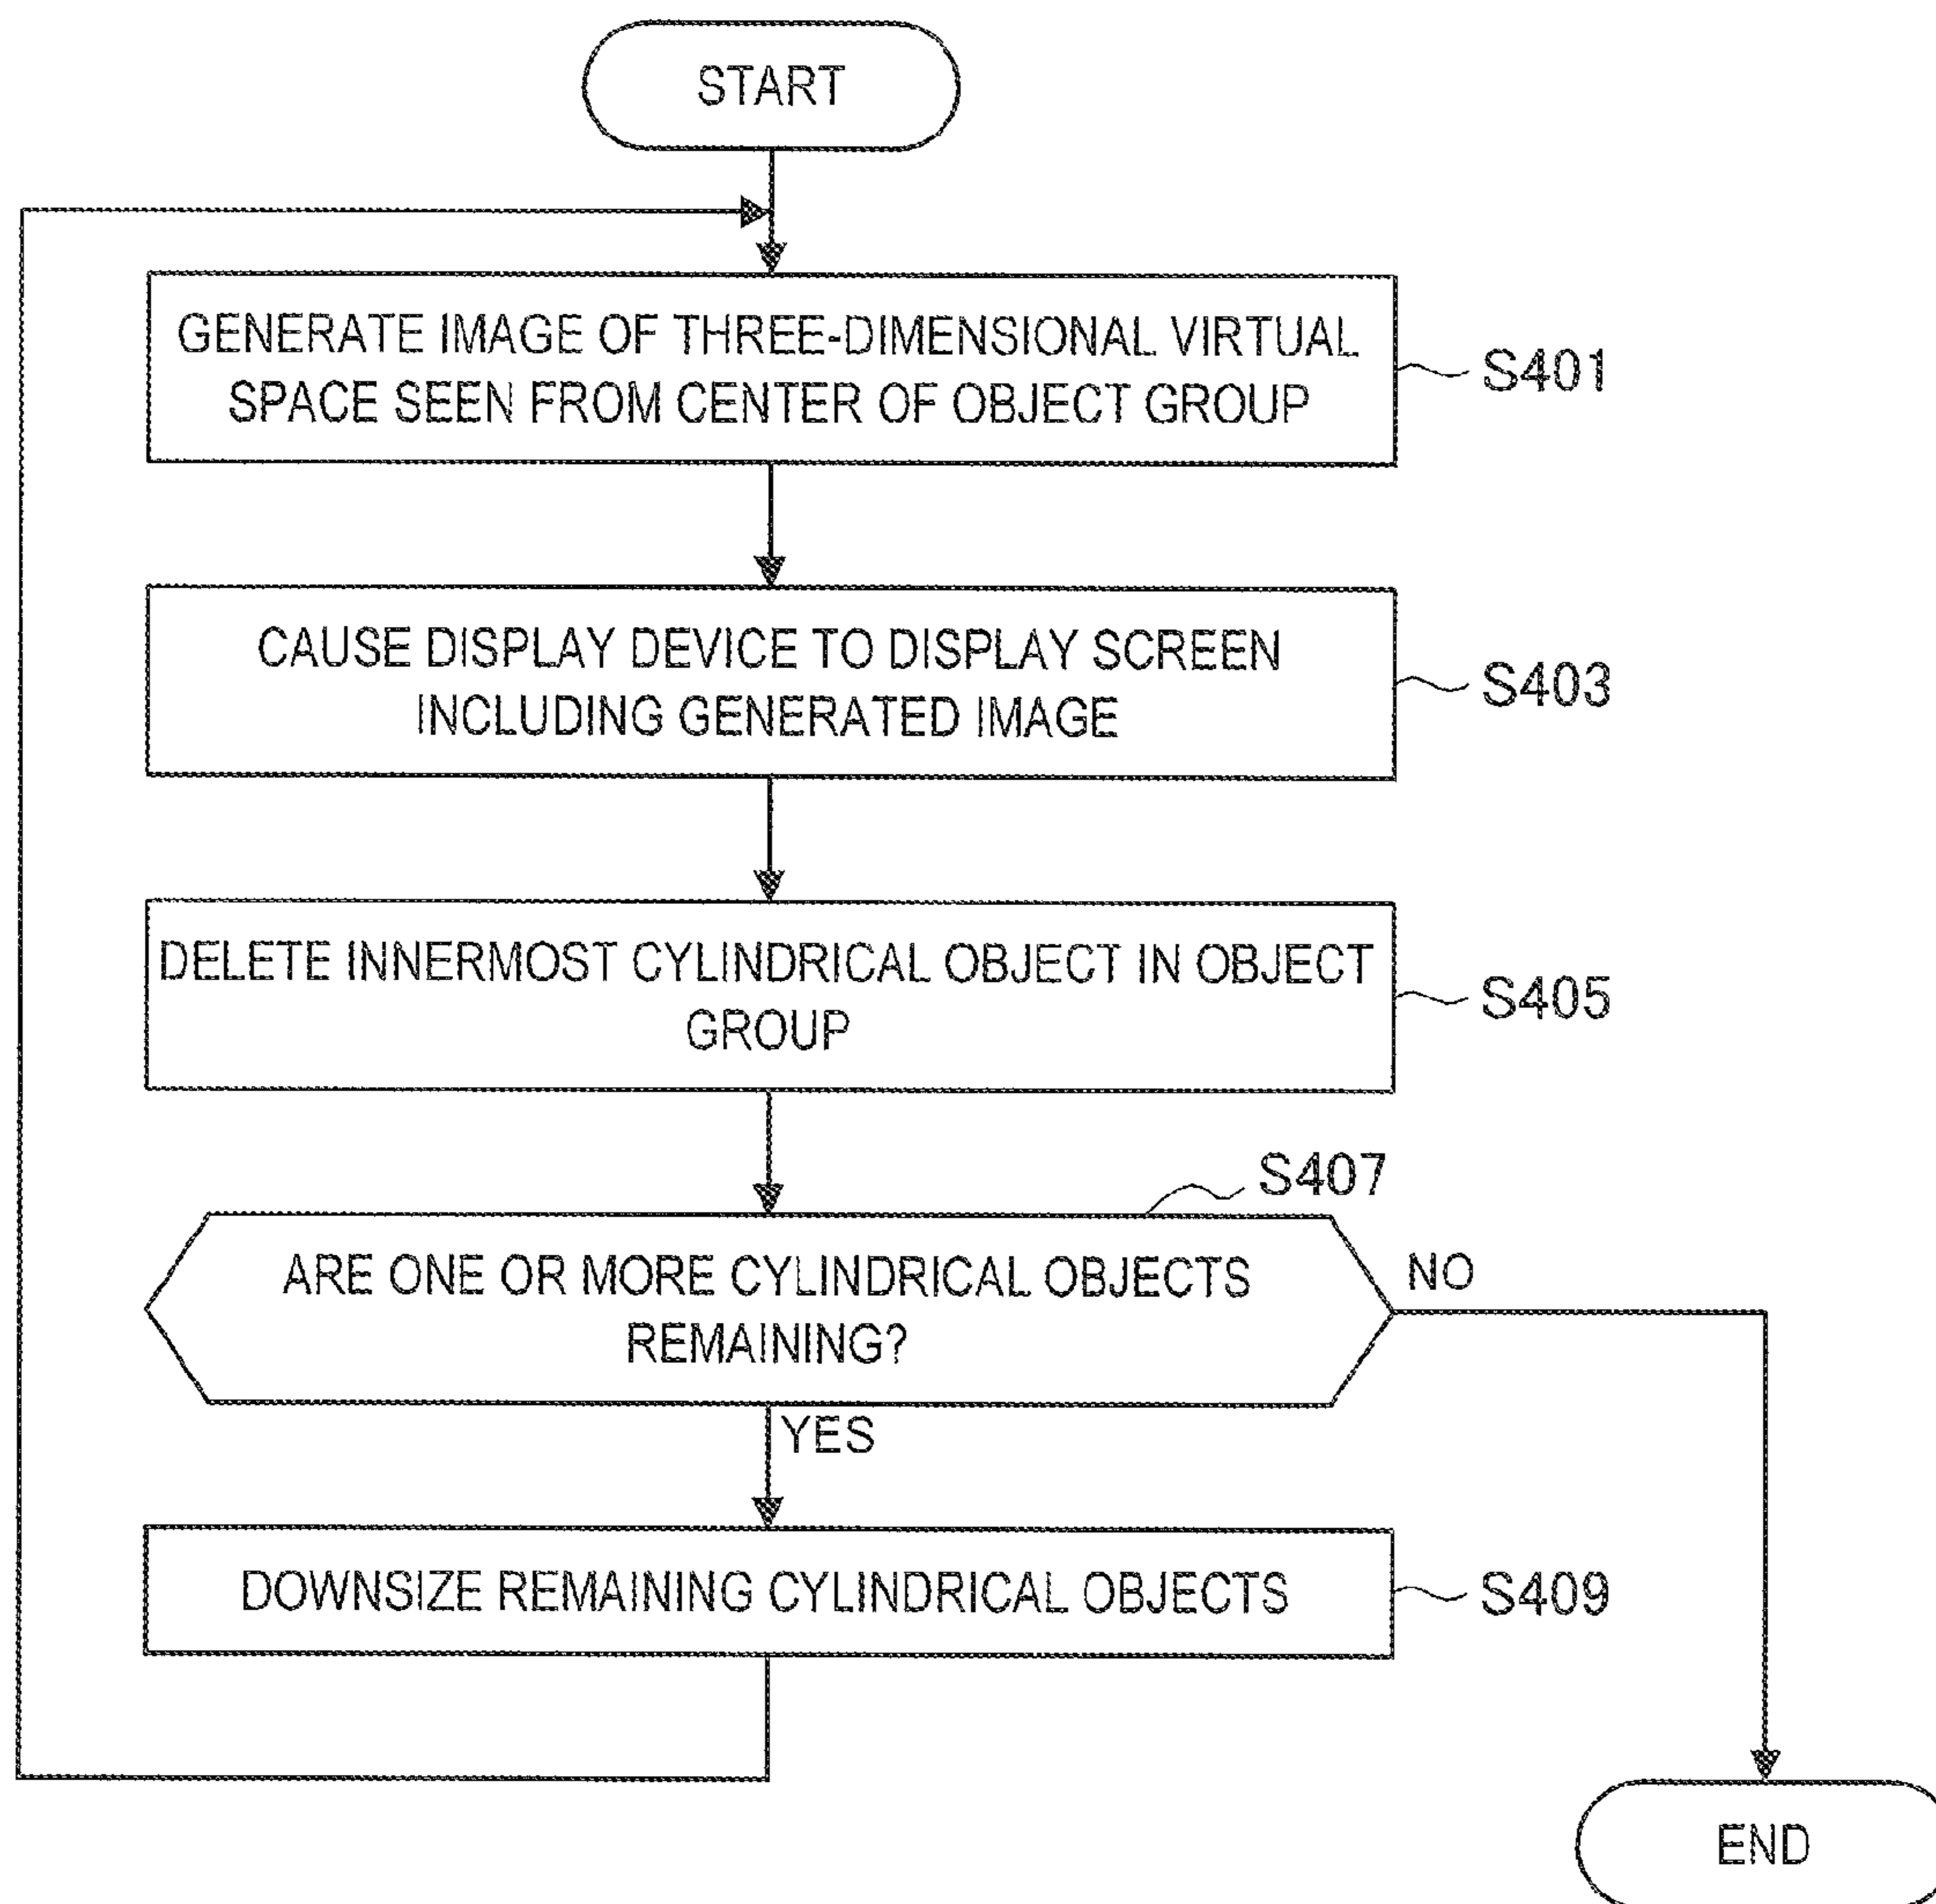 START
GENERATE IMAGE OF THREE-DIMENSIONAL VIRTUAL
SPACE SEEN FROM CENTER OF OBJECT GROUP
S401
CAUSE DISPLAY DEVICE TO DISPLAY SCREEN
INCLUDING GENERATED IMAGE
S403
DELETE INNERMOST CYLINDRICAL OBJECT IN OBJECT
GROUP
S405
S407
ARE ONE OR MORE CYLINDRICAL OBJECTS
REMAINING?
NO
YES
DOWNSIZE REMAINING CYLINDRICAL OBJECTS
S409
END